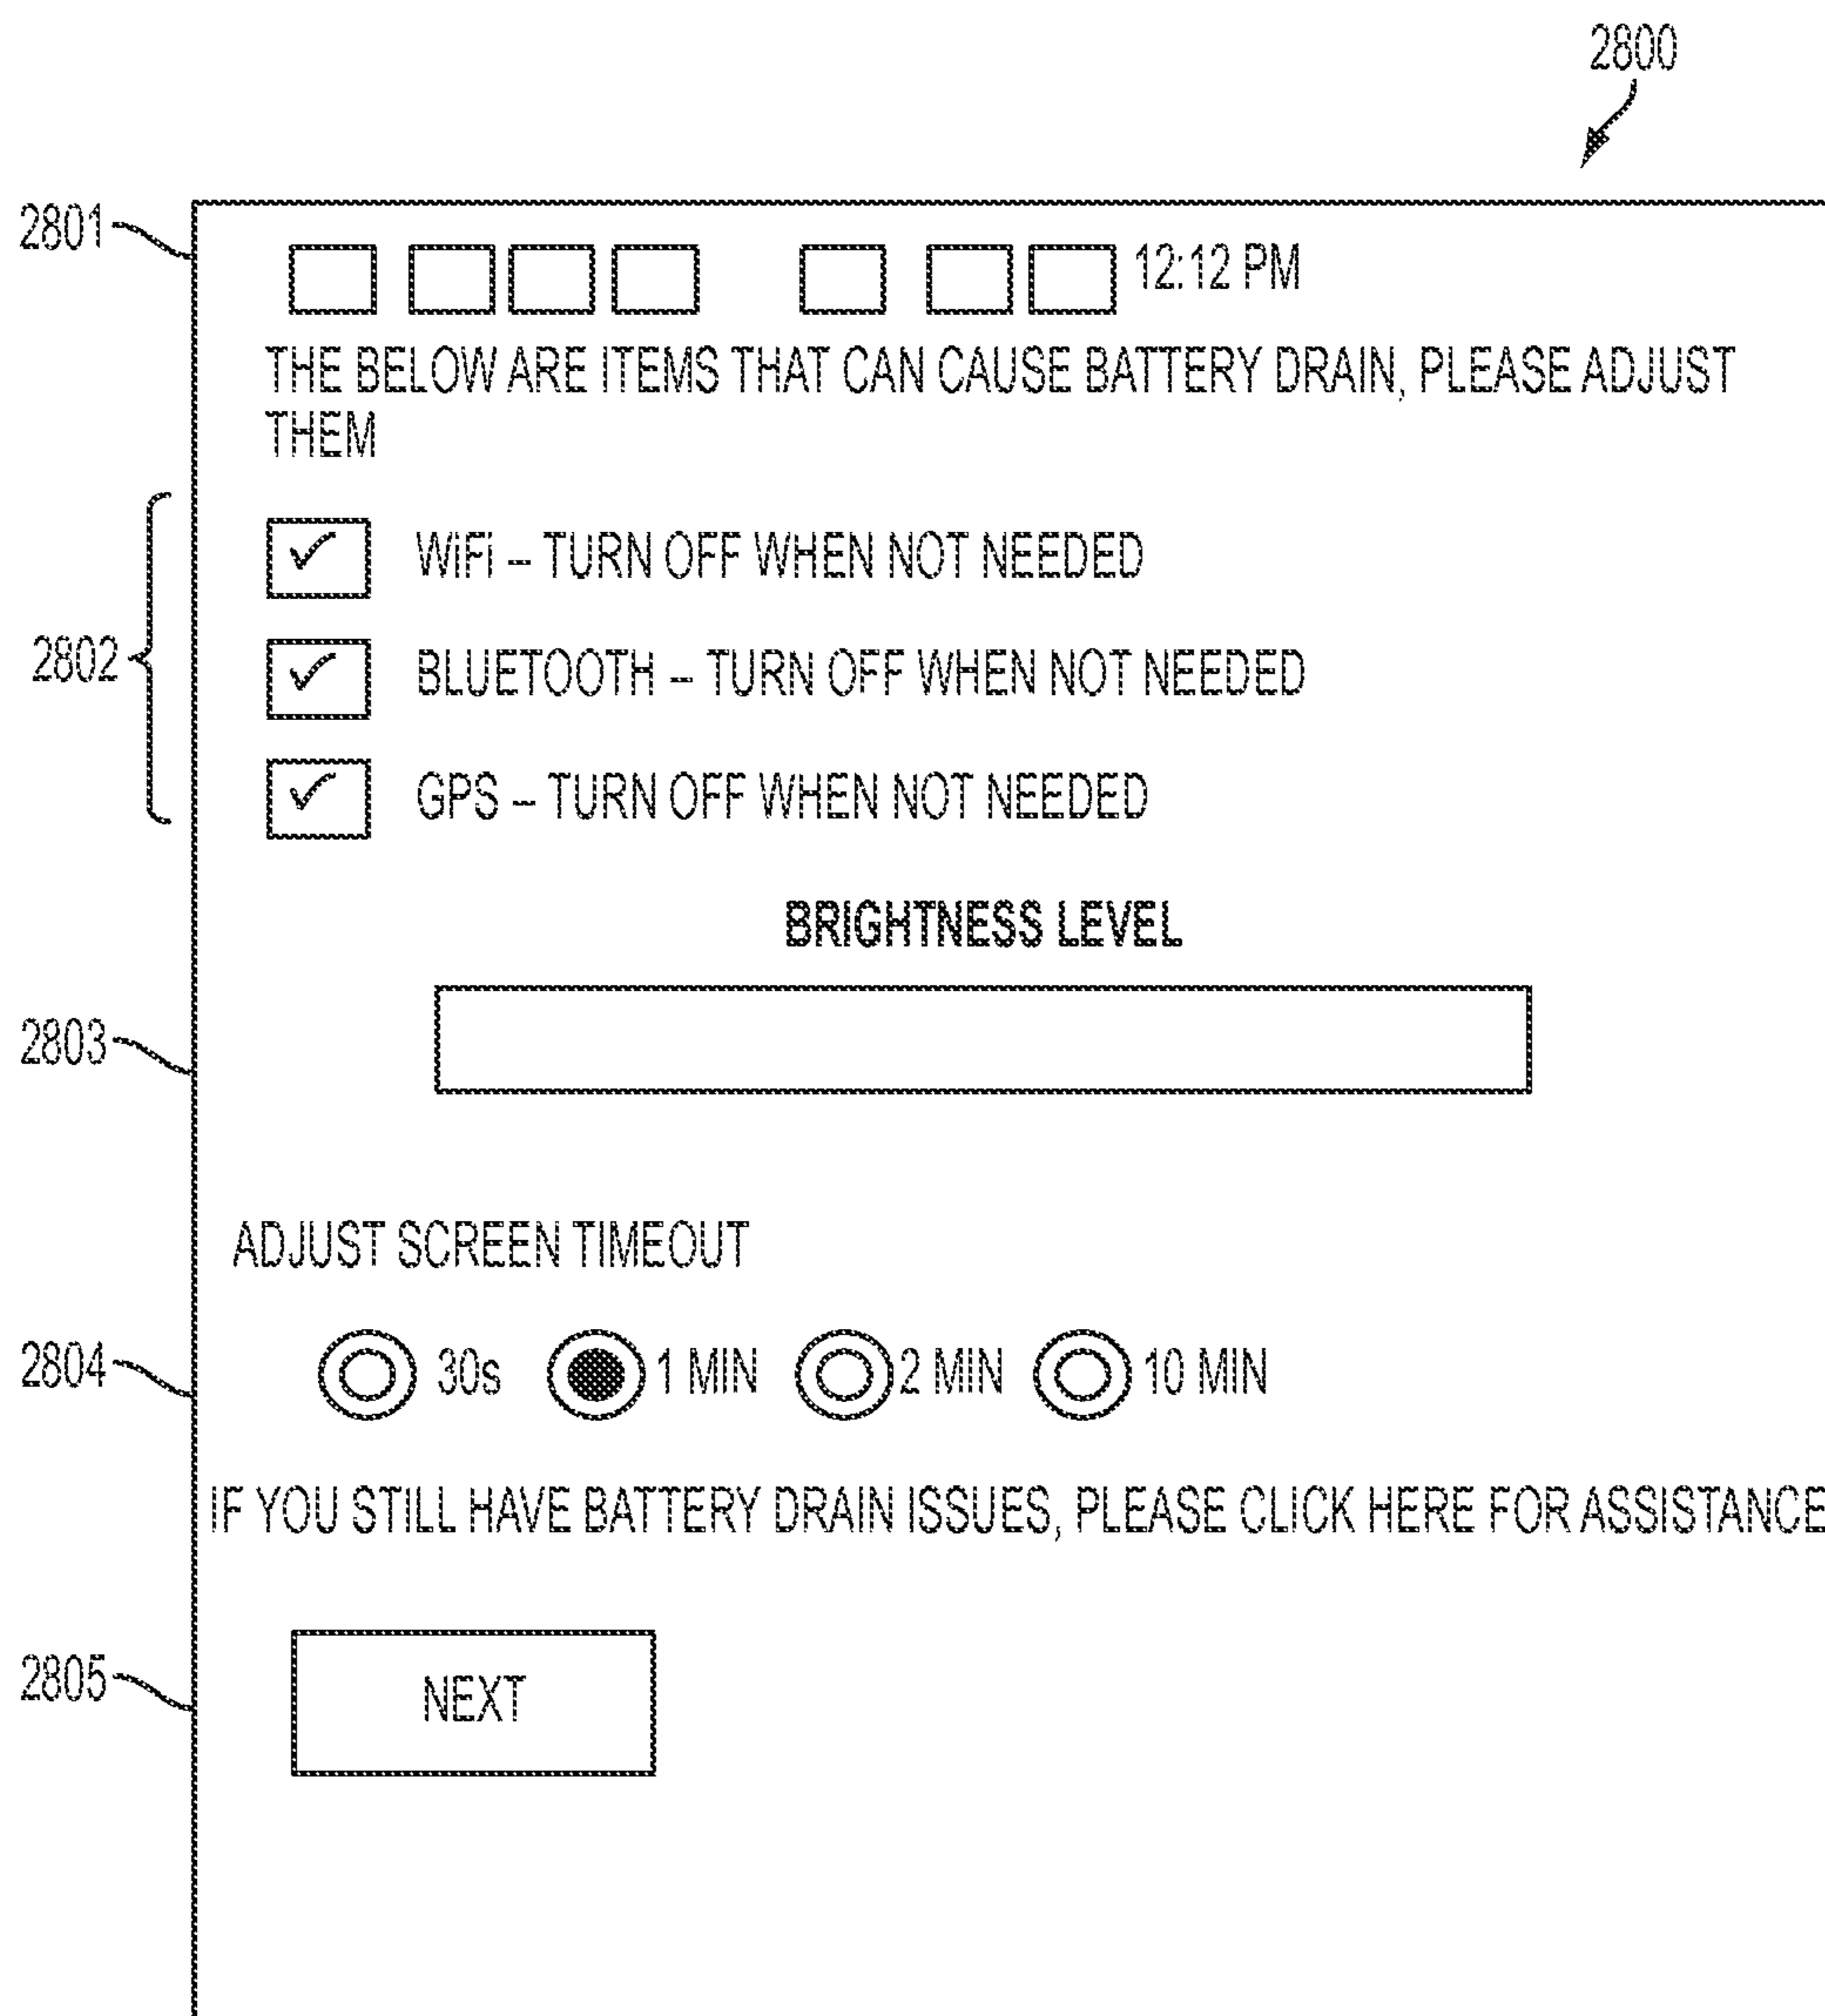 2800
2801
12:12 PM
THE BELOW ARE ITEMS THAT CAN CAUSE BATTERY DRAIN, PLEASE ADJUST
THEM
WiFi – TURN OFF WHEN NOT NEEDED
2802
BLUETOOTH – TURN OFF WHEN NOT NEEDED
GPS – TURN OFF WHEN NOT NEEDED
BRIGHTNESS LEVEL
2803
ADJUST SCREEN TIMEOUT
2804 30s 1 MIN 2 MIN 10 MIN
IF YOU STILL HAVE BATTERY DRAIN ISSUES, PLEASE CLICK HERE FOR ASSISTANCE
2805 NEXT